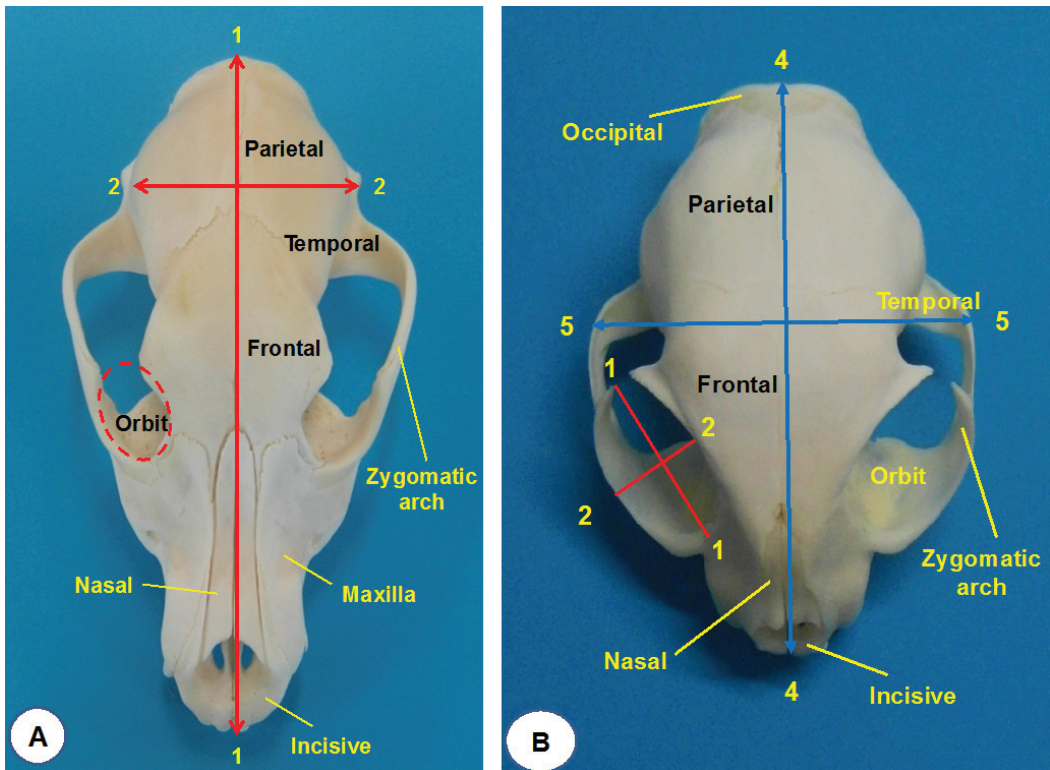 1
Parietal
2
2
Temporal
Frontal
Orbit
Zygomatic
arch
Nasal
Maxilla
Incisive
1
A
4
Occipital
Parietal
Temporal
5
5
1
Frontal
2
Orbit
2
1
Zygomatic
arch
Nasal
Incisive
4
B